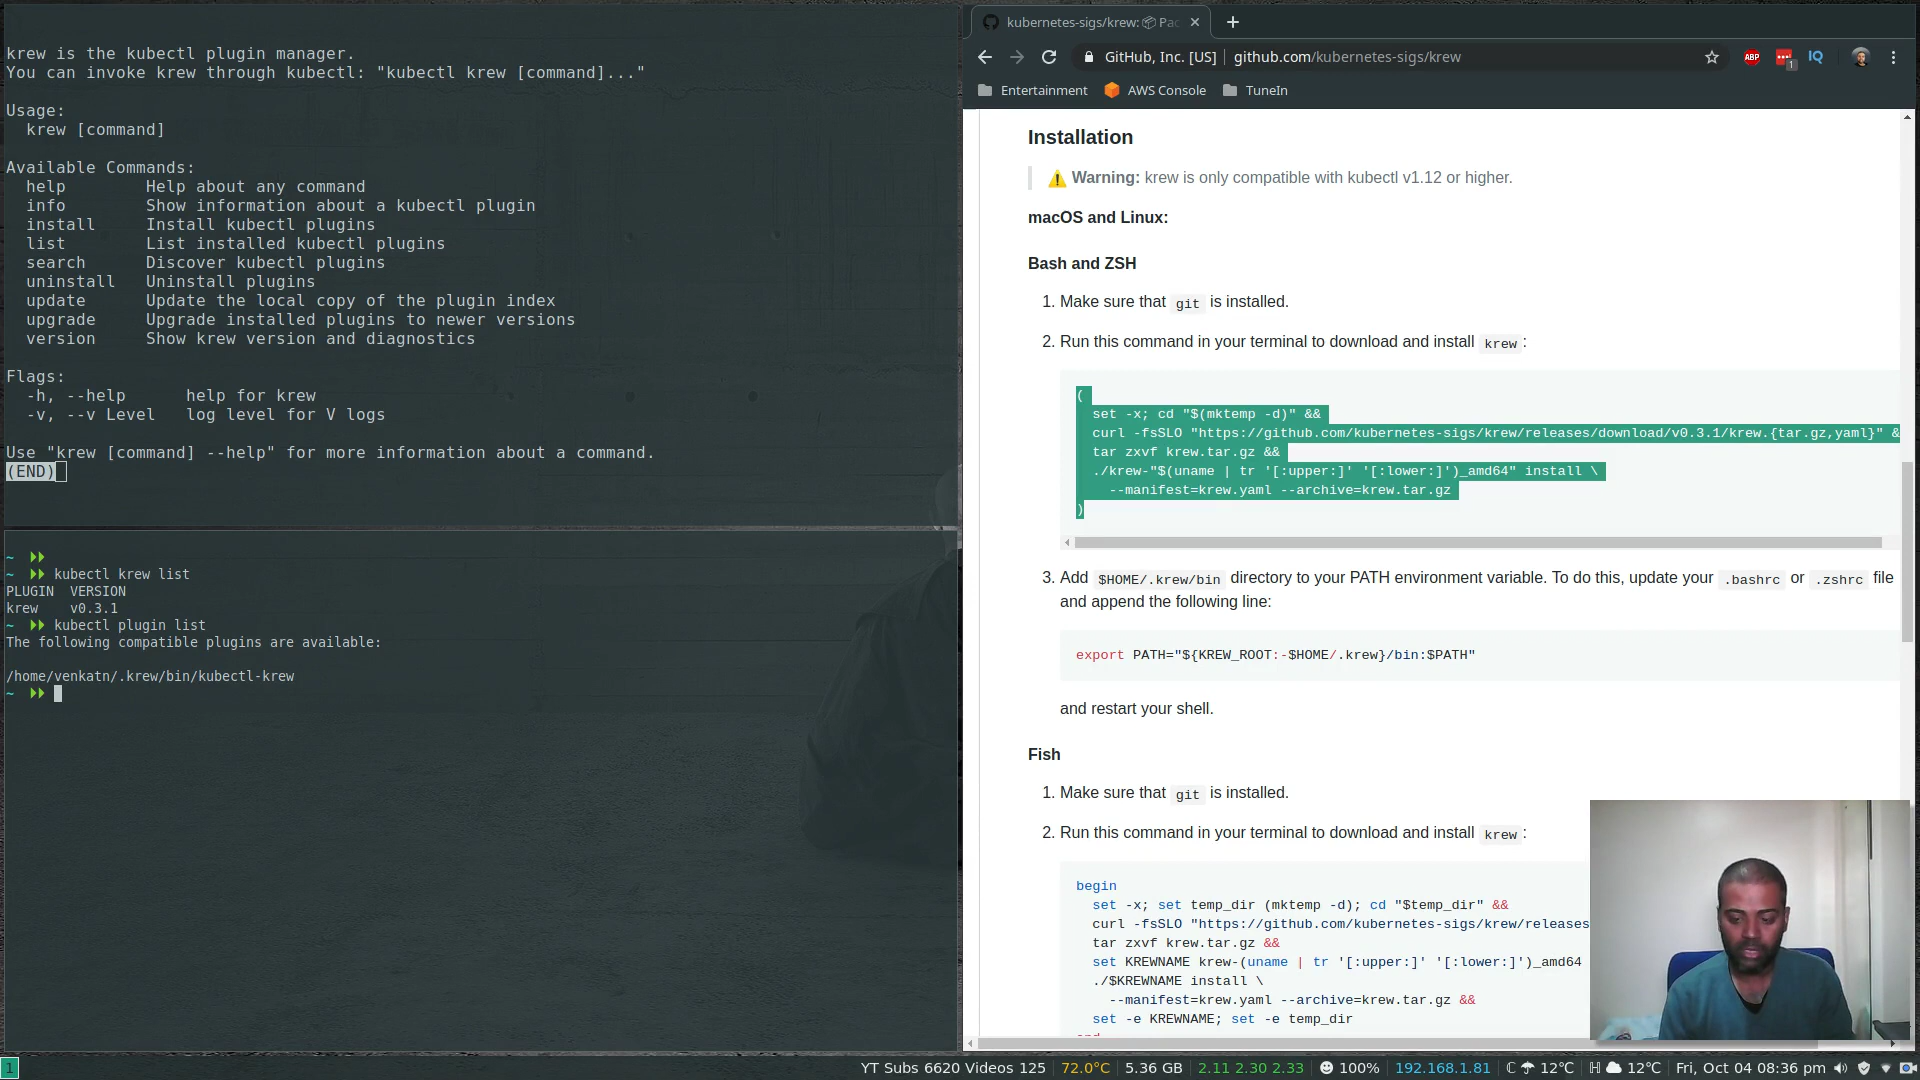 krew is the kubectl plugin manager.
You can invoke krew through kubectl: "kubectl krew [command]..."
Usage:
krew [command]
Available Commands:
help Help about any command
info Show information about a kubectl plugin
install Install kubectl plugins
list List installed kubectl plugins
search Discover kubectl plugins
uninstall Uninstall plugins
update Update the local copy of the plugin index
upgrade Upgrade installed plugins to newer versions
version Show krew version and diagnostics
Flags:
-h, --help help for krew
-v, --v Level log level for V logs
Use "krew [command] --help" for more information about a command.
(END)
~
~ kubectl krew list
PLUGIN VERSION
krew v0.3.1
~ kubectl plugin list
The following compatible plugins are available:
/home/venkatn/.krew/bin/kubectl-krew
~
kubernetes-sigs/krew: 📦 Pac
GitHub, Inc. [US] | github.com/kubernetes-sigs/krew
ABP
1
IQ
Entertainment AWS Console TuneIn
Installation
⚠️ Warning: krew is only compatible with kubectl v1.12 or higher.
macOS and Linux:
Bash and ZSH
1. Make sure that git is installed.
2. Run this command in your terminal to download and install krew :
(
set -x; cd "$(mktemp -d)" &&
curl -fsSLO "https://github.com/kubernetes-sigs/krew/releases/download/v0.3.1/krew.{tar.gz,yaml}" &
tar zxvf krew.tar.gz &&
./krew-"$(uname | tr '[:upper:]' '[:lower:]')_amd64" install \
--manifest=krew.yaml --archive=krew.tar.gz
)
3. Add $HOME/.krew/bin directory to your PATH environment variable. To do this, update your .bashrc or .zshrc file
and append the following line:
export PATH="${KREW_ROOT:-$HOME/.krew}/bin:$PATH"
and restart your shell.
Fish
1. Make sure that git is installed.
2. Run this command in your terminal to download and install krew :
begin
set -x; set temp_dir (mktemp -d); cd "$temp_dir" &&
curl -fsSLO "https://github.com/kubernetes-sigs/krew/releases
tar zxvf krew.tar.gz &&
set KREWNAME krew-(uname | tr '[:upper:]' '[:lower:]')_amd64
./$KREWNAME install \
--manifest=krew.yaml --archive=krew.tar.gz &&
set -e KREWNAME; set -e temp_dir
1
YT Subs 6620 Videos 125 72.0°C 5.36 GB 2.11 2.30 2.33 100% 192.168.1.81 C 12°C H 12°C Fri, Oct 04 08:36 pm